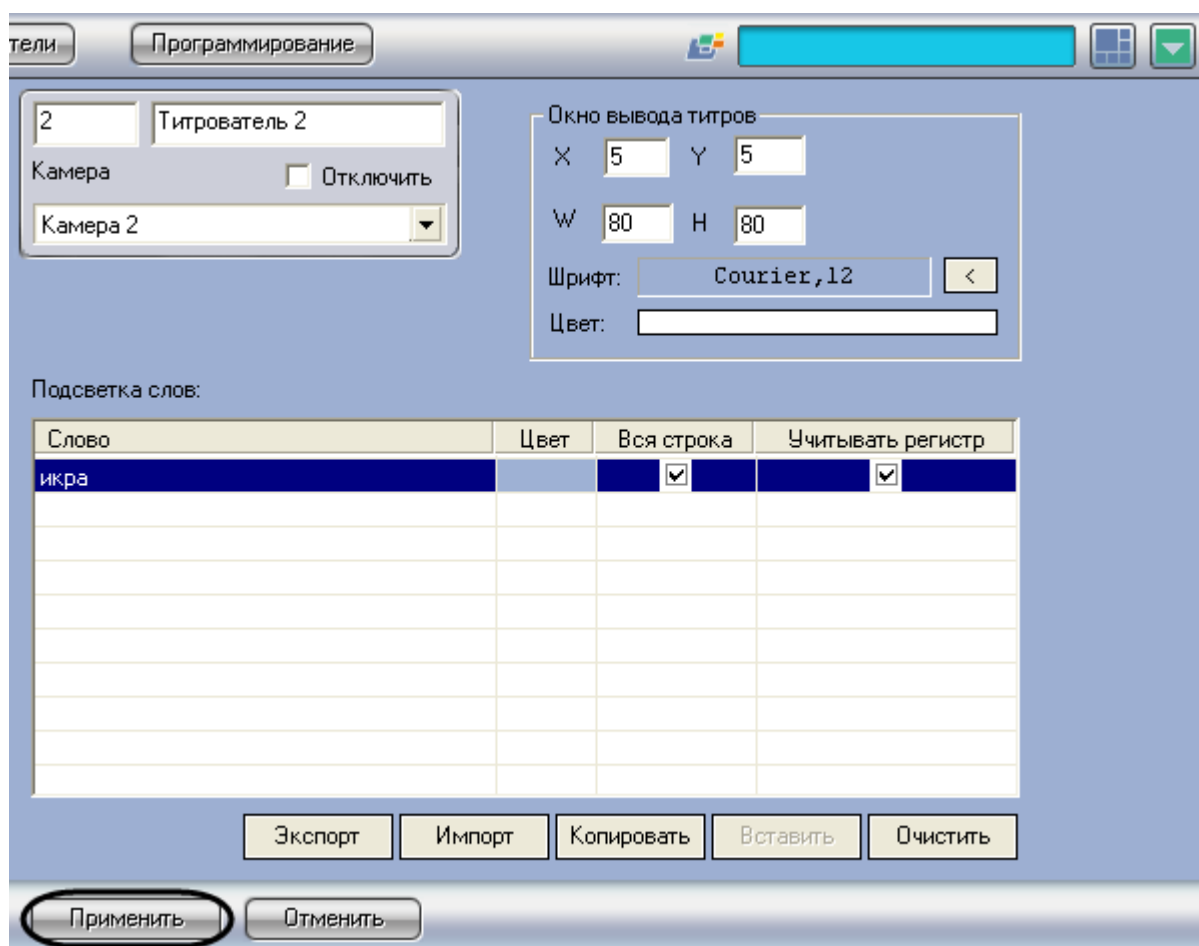 тели Программирование
2 Титрователь 2
Камера Отключить
Камера 2
Окно вывода титров
X 5 Y 5
W 80 H 80
Шрифт: Courier,12 <
Цвет:
Подсветка слов:
Слово Цвет Вся строка Учитывать регистр
икра
Экспорт Импорт Копировать Вставить Очистить
Применить Отменить